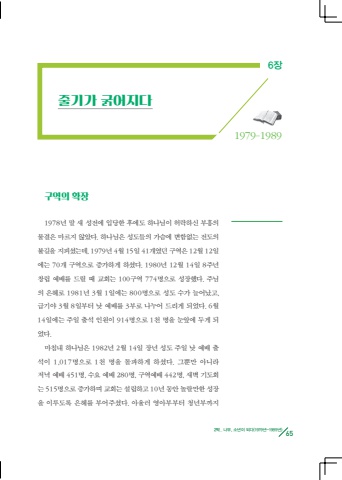 6장
줄기가 굵어지다
1979-1989
구역의 확장
1978년 말 새 성전에 입당한 후에도 하나님이 허락하신 부흥의
물결은 마르지 않았다. 하나님은 성도들의 가슴에 변함없는 전도의
불길을 지피셨는데, 1979년 4월 15일 41개였던 구역은 12월 12일
에는 70개 구역으로 증가하게 하셨다. 1980년 12월 14일 8주년
창립 예배를 드릴 때 교회는 100구역 774명으로 성장했다. 주님
의 은혜로 1981년 3월 1일에는 800명으로 성도 수가 늘어났고,
급기야 3월 8일부터 낮 예배를 3부로 나누어 드리게 되었다. 6월
14일에는 주일 출석 인원이 914명으로 1천 명을 눈앞에 두게 되
었다.
마침내 하나님은 1982년 2월 14일 장년 성도 주일 낮 예배 출
석이 1,017명으로 1천 명을 돌파하게 하셨다. 그뿐만 아니라
저녁 예배 451명, 수요 예배 280명, 구역예배 442명, 새벽 기도회
는 515명으로 증가하며 교회는 설립하고 10년 동안 놀랄만한 성장
을 이루도록 은혜를 부어주셨다. 아울러 영아부부터 청년부까지
65